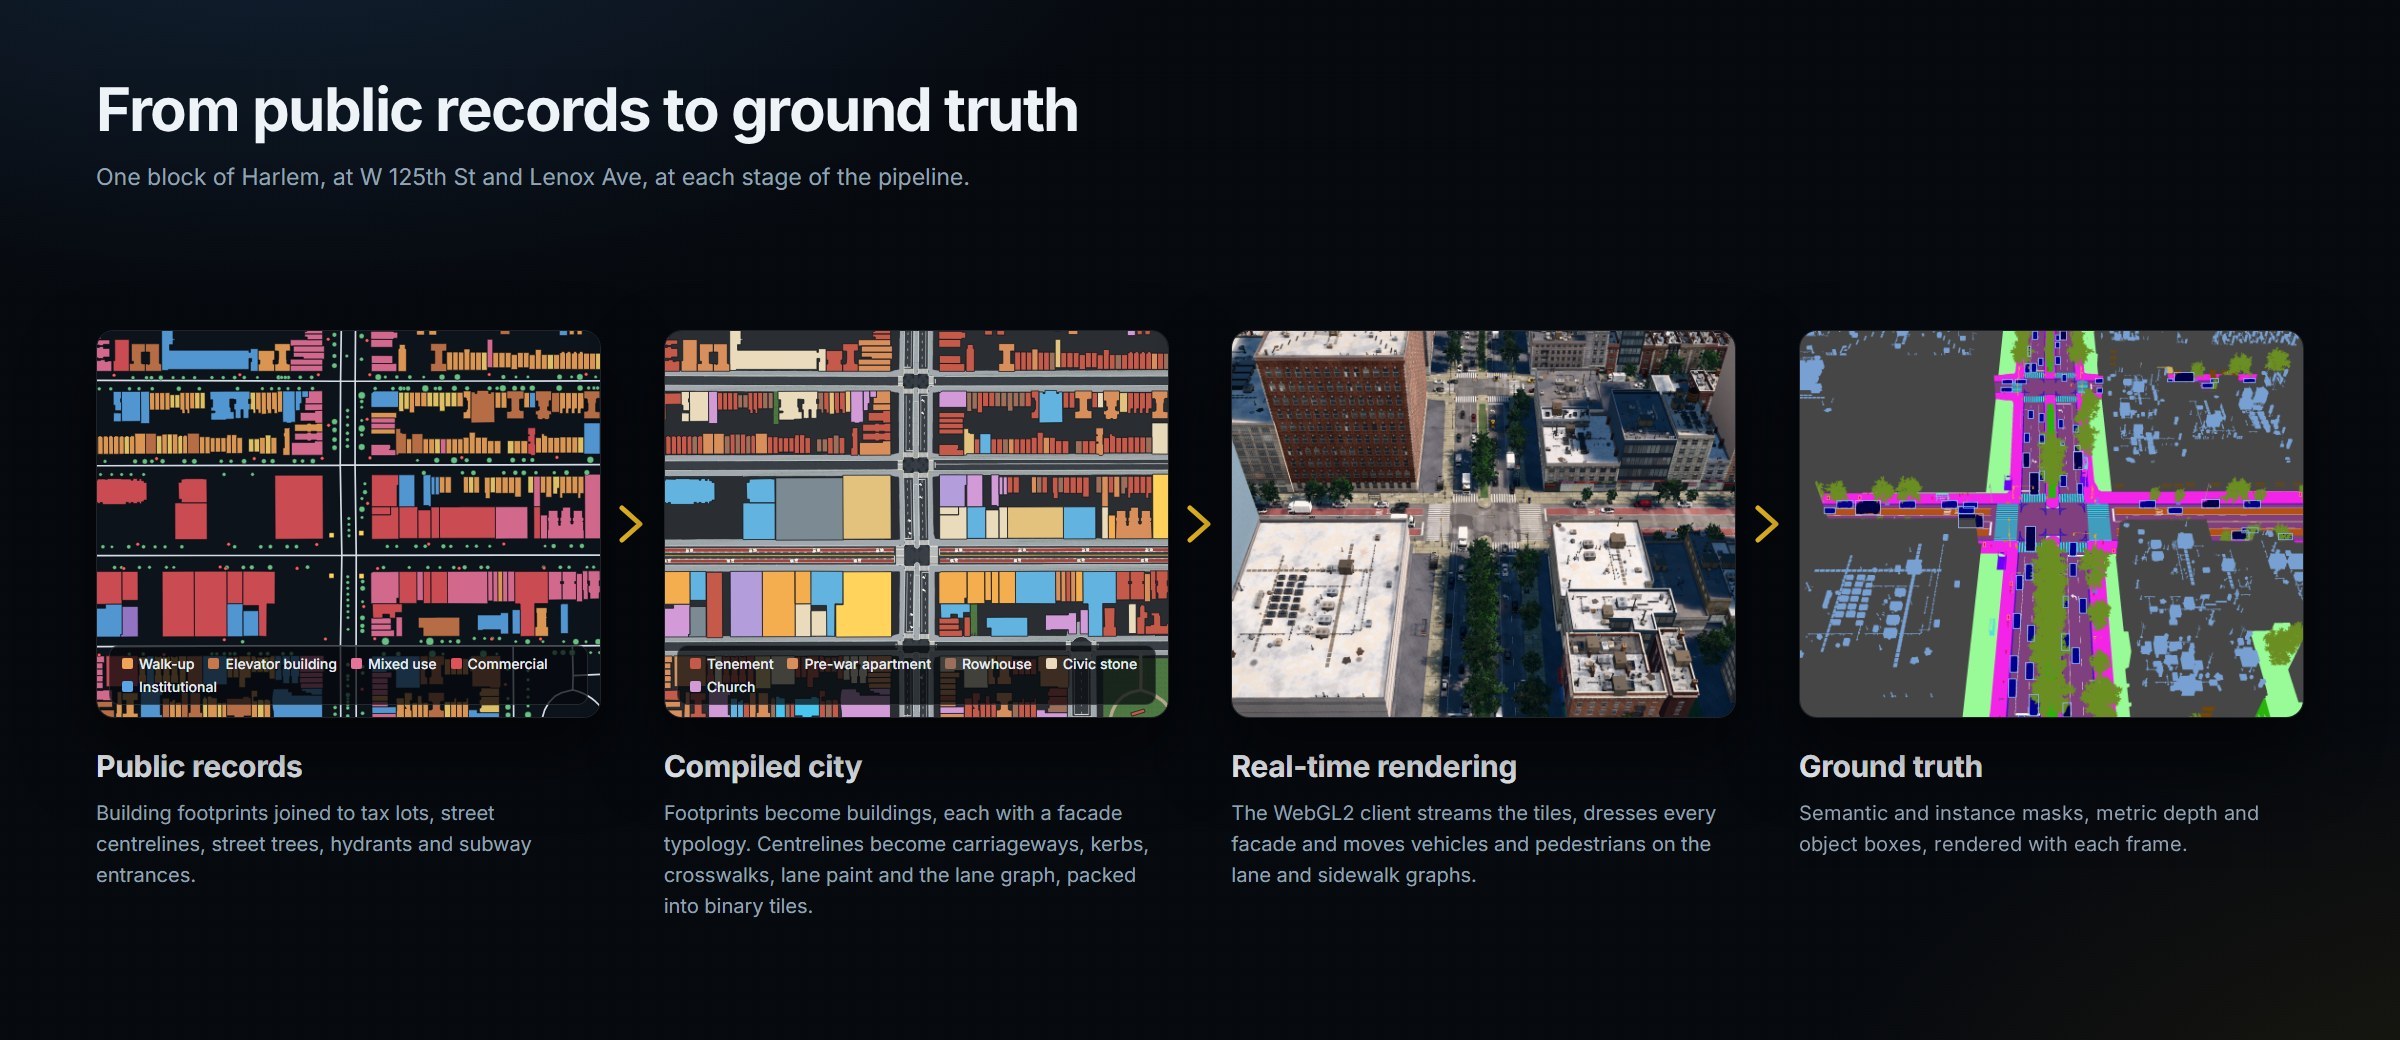 From public records to ground truth
One block of Harlem, at W 125th St and Lenox Ave, at each stage of the pipeline.
Walk-up Elevator building Mixed use Commercial
Institutional
Tenement Pre-war apartment Rowhouse Civic stone
Church
Public records
Building footprints joined to tax lots, street
centrelines, street trees, hydrants and subway
entrances.
Compiled city
Footprints become buildings, each with a facade
typology. Centrelines become carriageways, kerbs,
crosswalks, lane paint and the lane graph, packed
into binary tiles.
Real-time rendering
The WebGL2 client streams the tiles, dresses every
facade and moves vehicles and pedestrians on the
lane and sidewalk graphs.
Ground truth
Semantic and instance masks, metric depth and
object boxes, rendered with each frame.